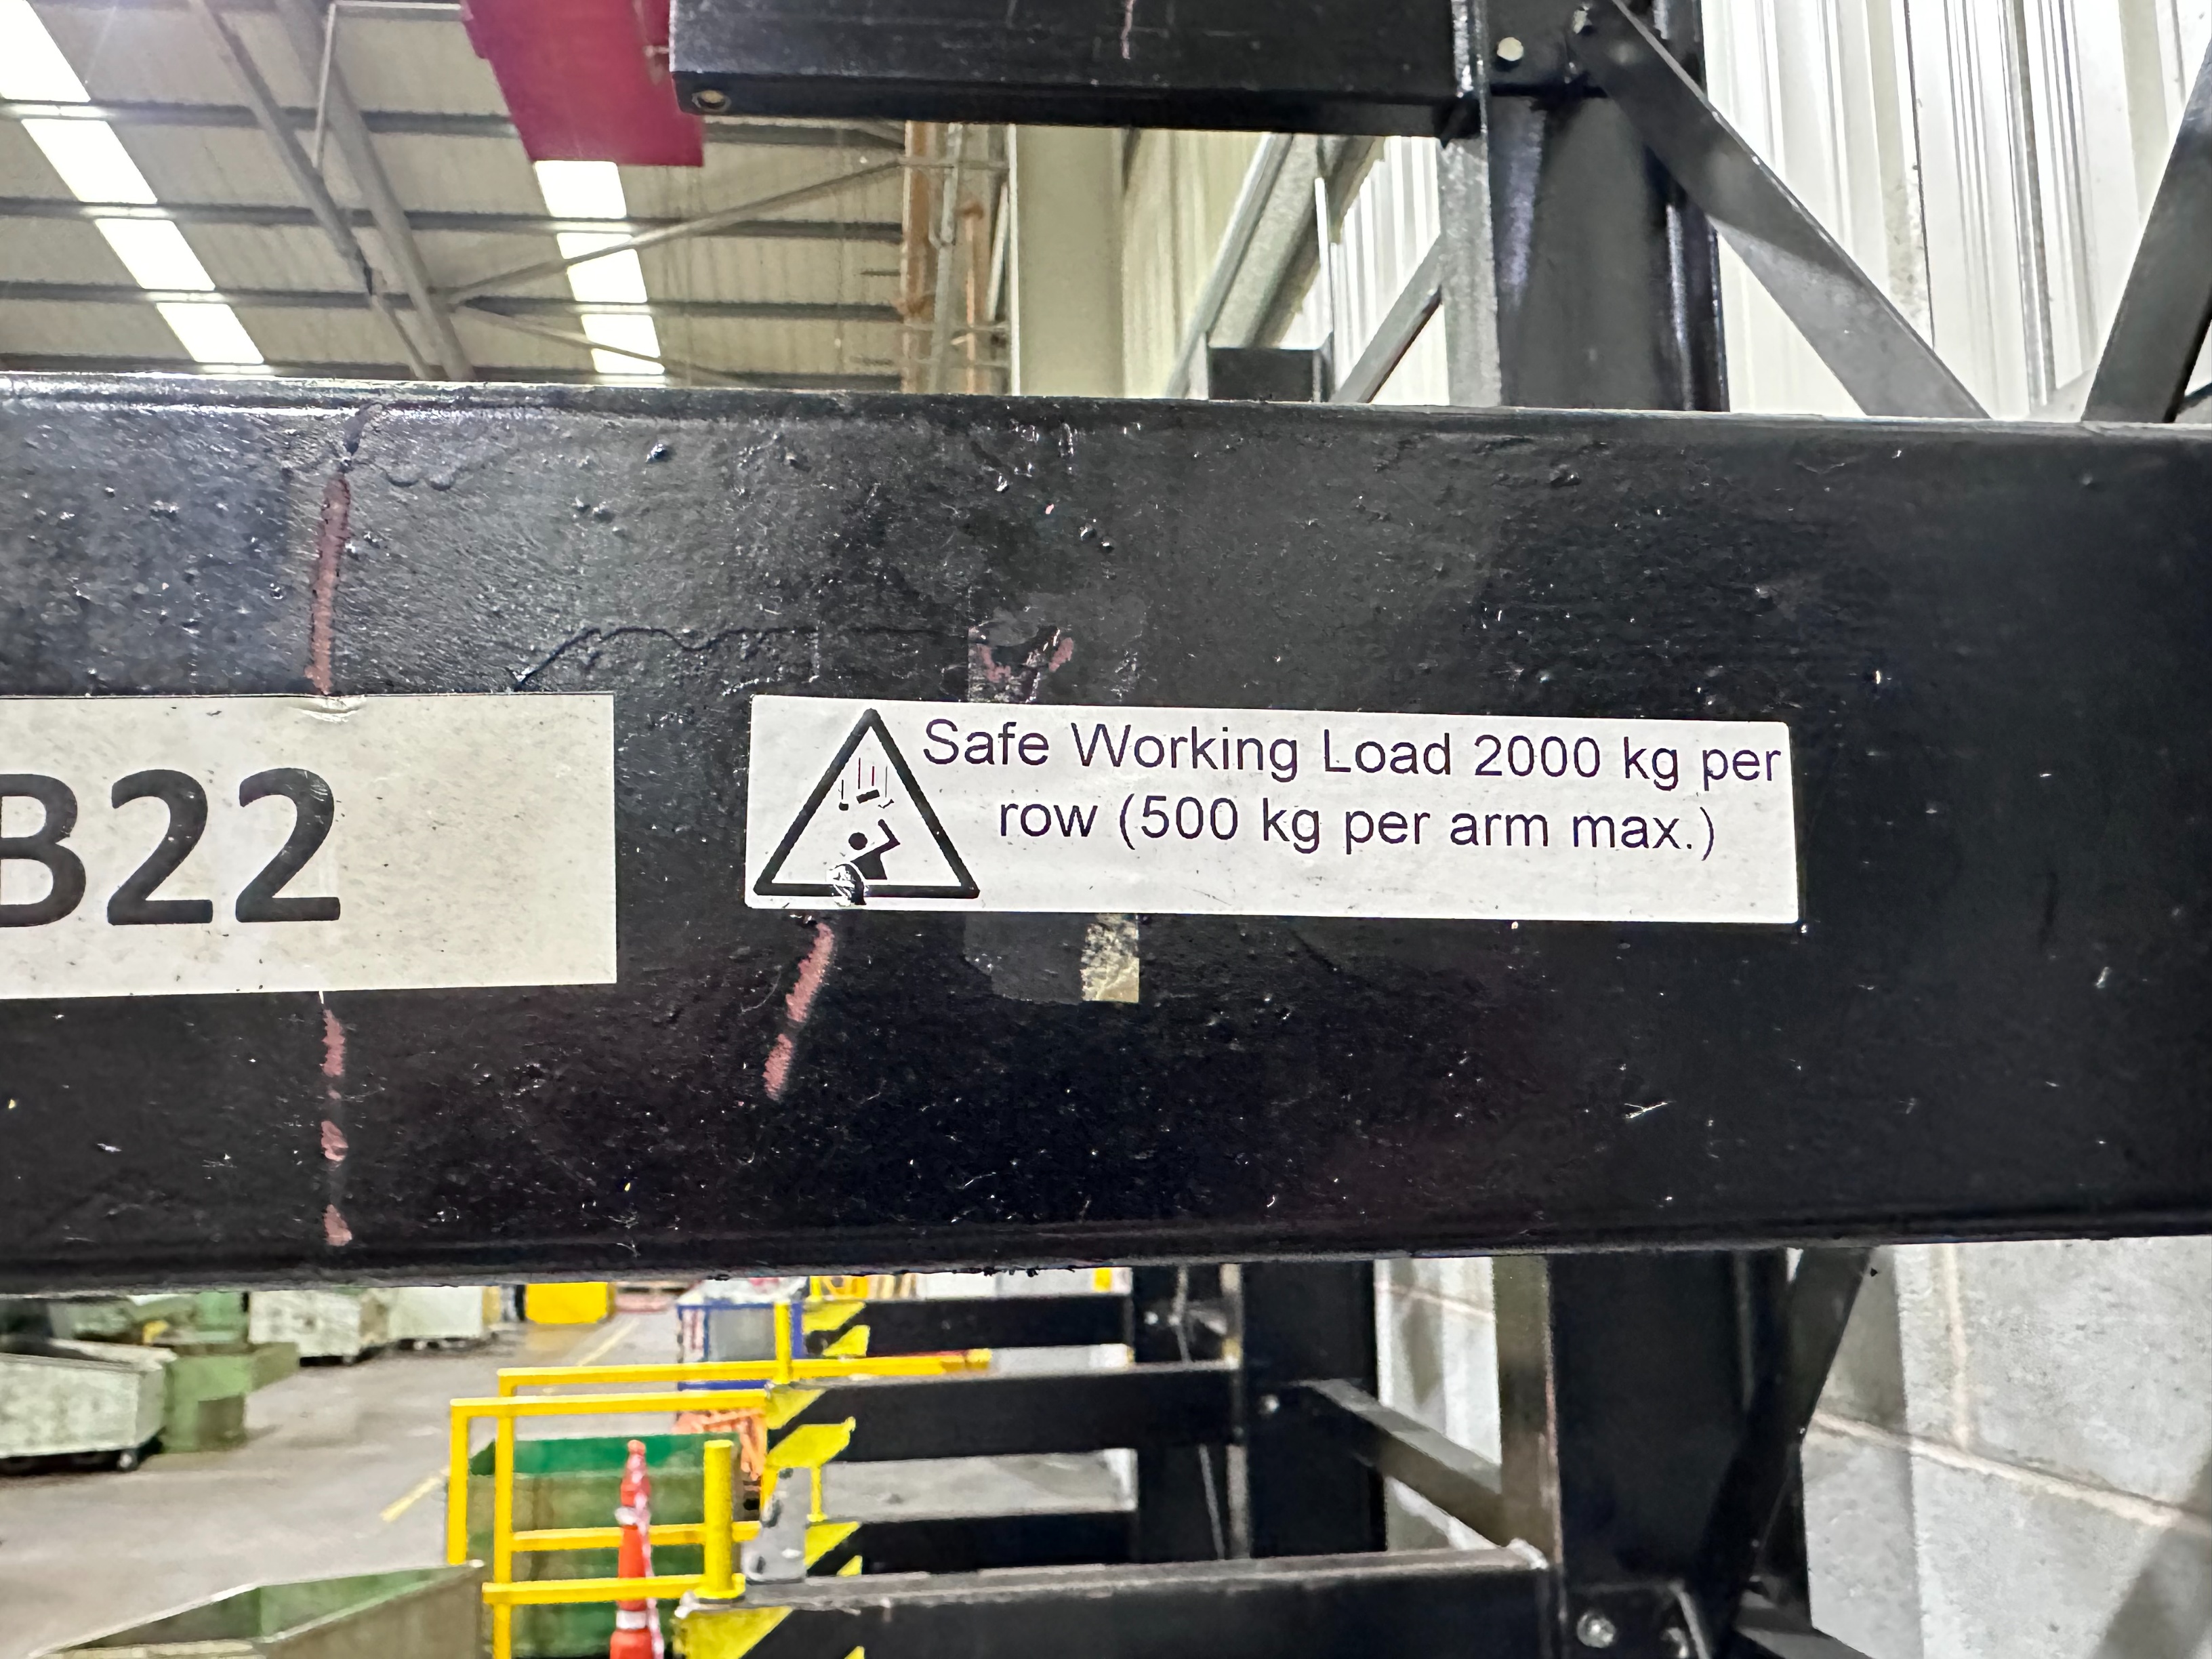 B22
Safe Working Load 2000 kg per
row (500 kg per arm max.)